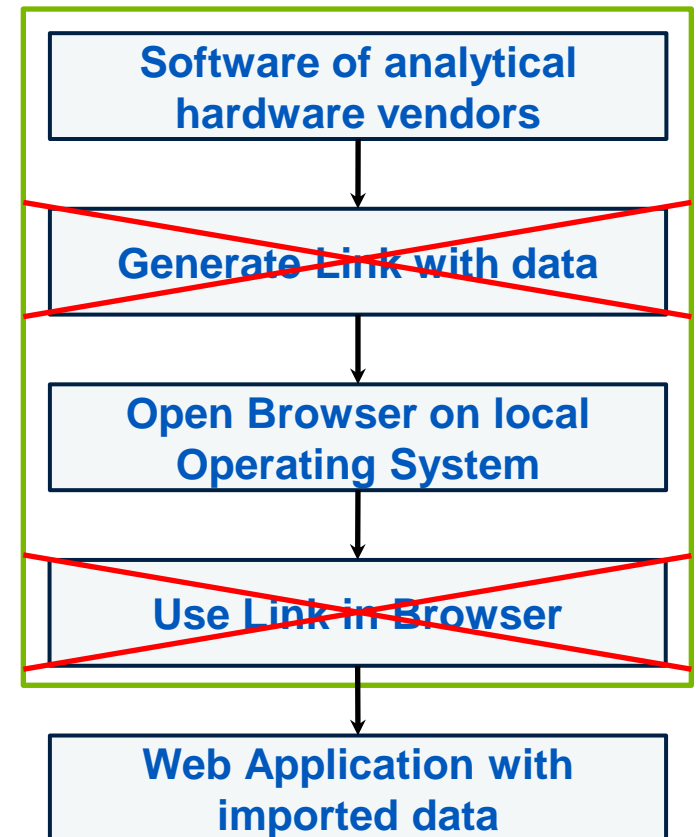 Software of analytical
hardware vendors
Generate Link with data
Open Browser on local
Operating System
Use Link in Browser
Web Application with
imported data